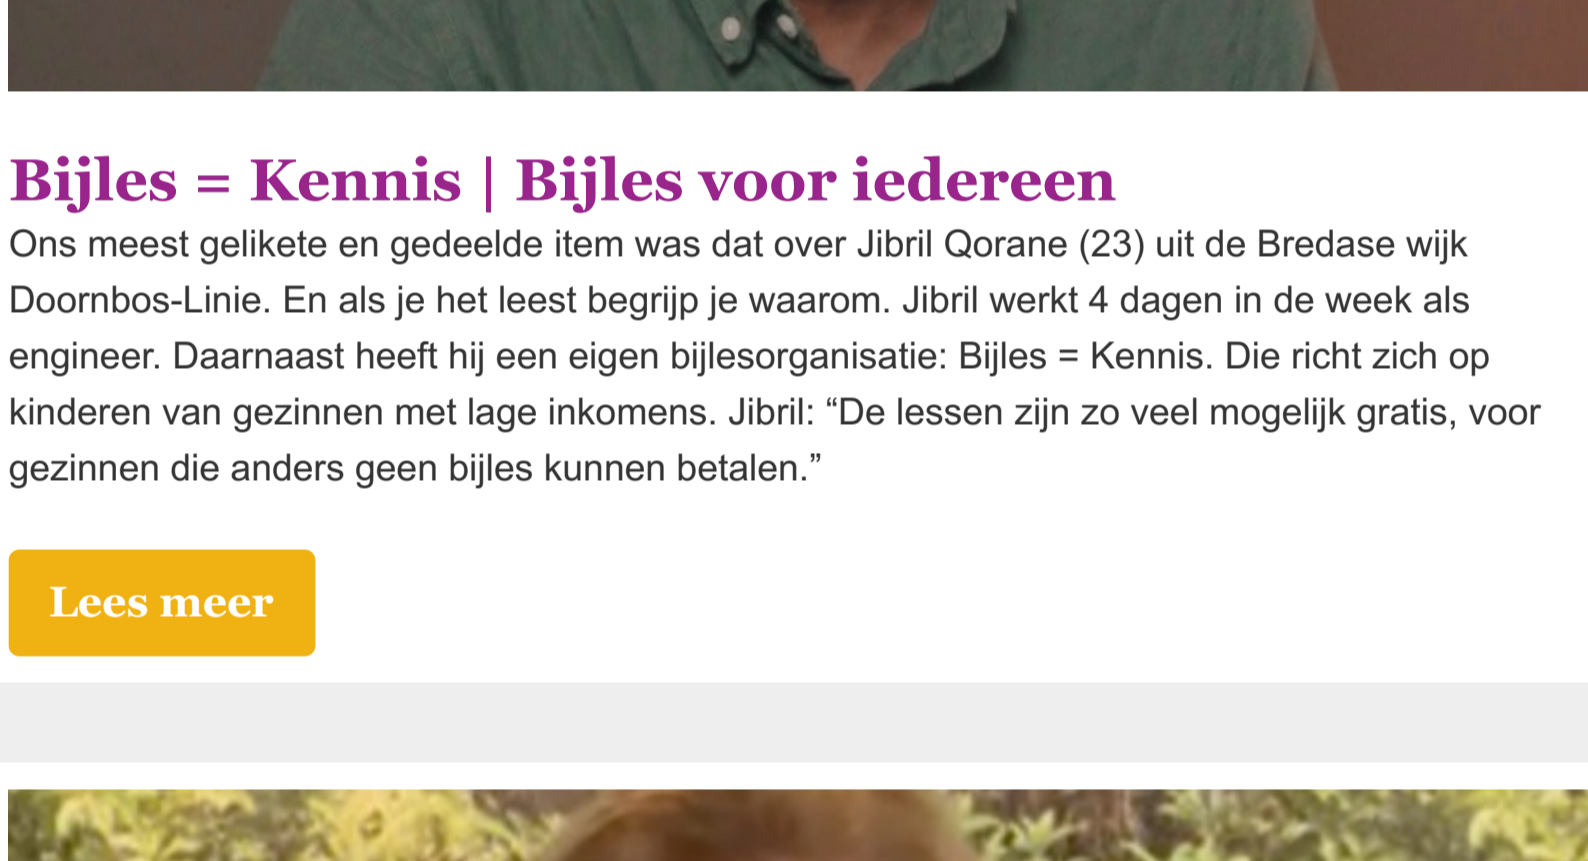 Bijles = Kennis | Bijles voor iedereen
Ons meest gelikete en gedeelde item was dat over Jibril Qorane (23) uit de Bredase wijk
Doornbos-Linie. En als je het leest begrijp je waarom. Jibril werkt 4 dagen in de week als
engineer. Daarnaast heeft hij een eigen bijlesorganisatie: Bijles = Kennis. Die richt zich op
kinderen van gezinnen met lage inkomens. Jibril: “De lessen zijn zo veel mogelijk gratis, voor
gezinnen die anders geen bijles kunnen betalen.”
Lees meer